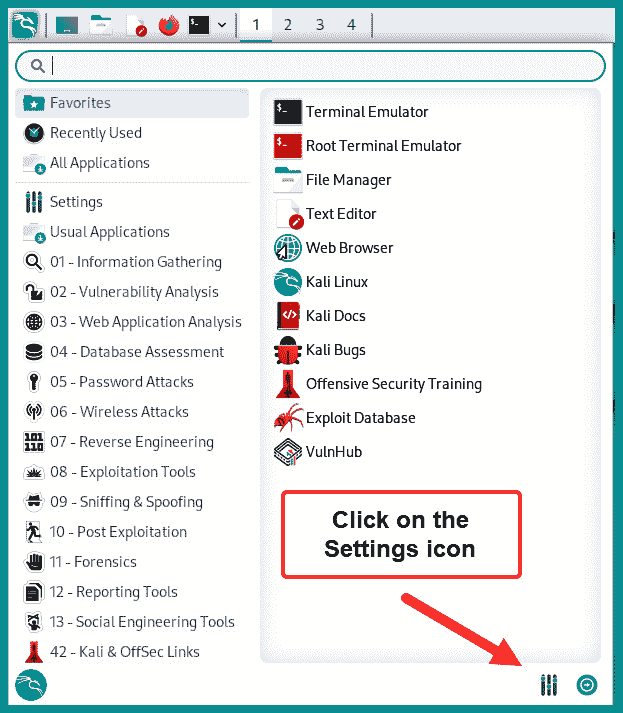 1 2 3 4
Favorites
Recently Used
All Applications
Settings
Usual Applications
01 - Information Gathering
02 - Vulnerability Analysis
03 - Web Application Analysis
04 - Database Assessment
05 - Password Attacks
06 - Wireless Attacks
07 - Reverse Engineering
08 - Exploitation Tools
09 - Sniffing & Spoofing
10 - Post Exploitation
11 - Forensics
12 - Reporting Tools
13 - Social Engineering Tools
42 - Kali & OffSec Links
Terminal Emulator
Root Terminal Emulator
File Manager
Text Editor
Web Browser
Kali Linux
Kali Docs
Kali Bugs
Offensive Security Training
Exploit Database
VulnHub
Click on the
Settings icon